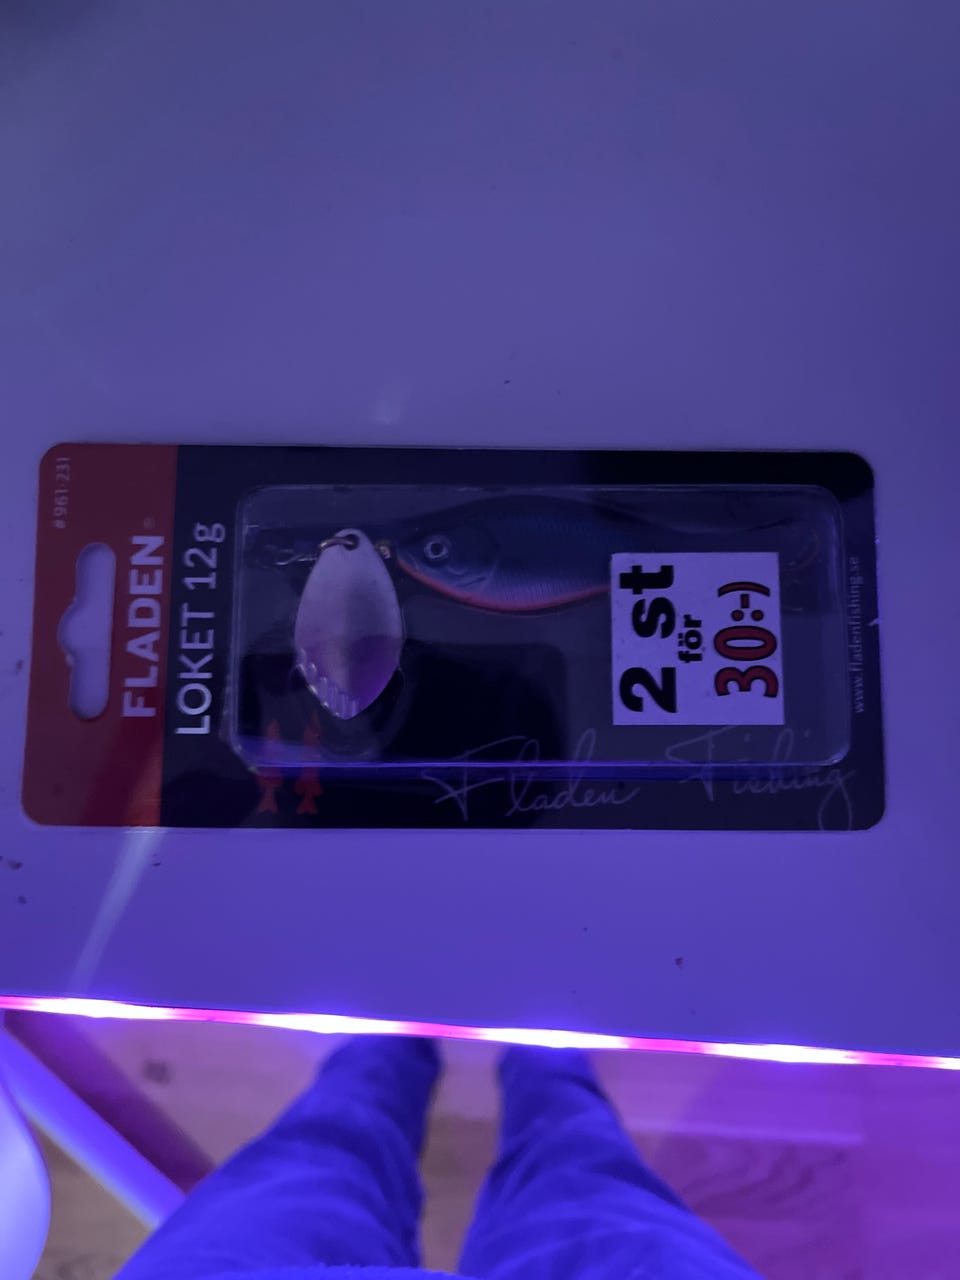 #961-231
FLADEN®
LOKET 12g
2 st
för
30:-)
Fladen Fishing
www.fladenfishing.se